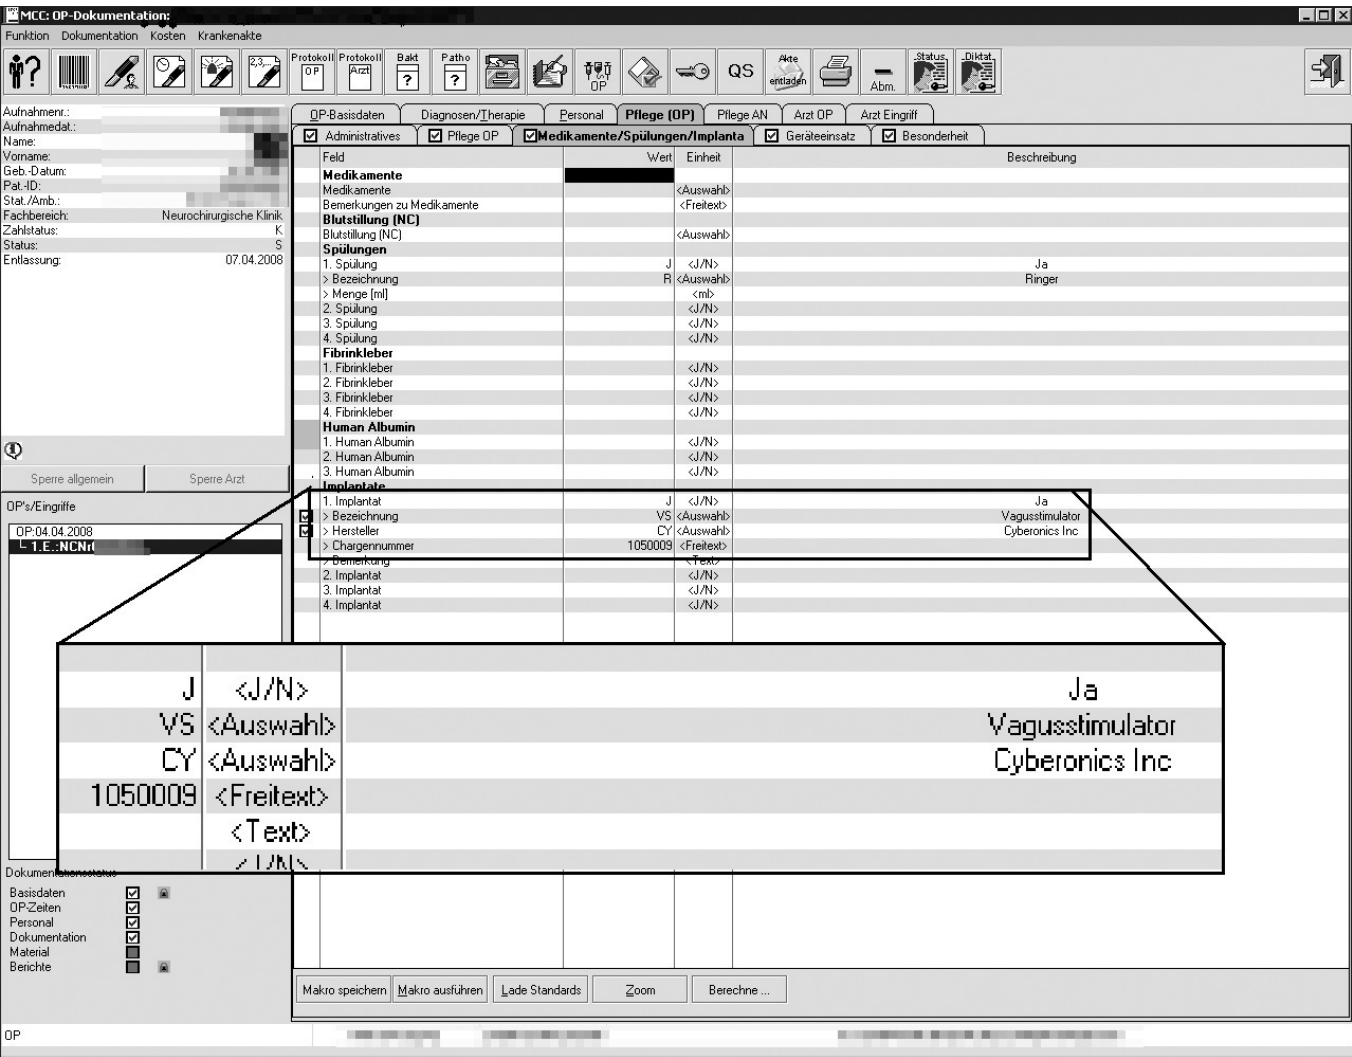 MCC: OP-Dokumentation:
Funktion Dokumentation Kosten Krankenakte
Protokoll OP Protokoll Arzt Bakt ? Patho ? OP QS Akte entladen Abm. Status Diktat
2,3,...
Aufnahmenr.:
Aufnahmedat.:
Name:
Vorname:
Geb.-Datum:
Pat.-ID:
Stat./Amb.:
Fachbereich: Neurochirurgische Klinik
Zahlstatus: K
Status: S
Entlassung: 07.04.2008
Sperre allgemein Sperre Arzt
OP's/Eingriffe
OP:04.04.2008
1.E.:NCNr
OP-Basisdaten Diagnosen/Therapie Personal Pflege (OP) Pflege AN Arzt OP Arzt Eingriff
Administratives Pflege OP Medikamente/Spülungen/Implanta Geräteeinsatz Besonderheit
Feld Wert Einheit Beschreibung
Medikamente
Medikamente <Auswahl>
Bemerkungen zu Medikamente <Freitext>
Blutstillung (NC)
Blutstillung (NC) <Auswahl>
Spülungen
1. Spülung J <J/N> Ja
> Bezeichnung R <Auswahl> Ringer
> Menge [ml] <ml>
2. Spülung <J/N>
3. Spülung <J/N>
4. Spülung <J/N>
Fibrinkleber
1. Fibrinkleber <J/N>
2. Fibrinkleber <J/N>
3. Fibrinkleber <J/N>
4. Fibrinkleber <J/N>
Human Albumin
1. Human Albumin <J/N>
2. Human Albumin <J/N>
3. Human Albumin <J/N>
Implantate
1. Implantat J <J/N> Ja
> Bezeichnung VS <Auswahl> Vagusstimulator
> Hersteller CY <Auswahl> Cyberonics Inc
> Chargennummer 1050009 <Freitext>
> Bemerkung <Text>
2. Implantat <J/N>
3. Implantat <J/N>
4. Implantat <J/N>
J <J/N> Ja
VS <Auswahl> Vagusstimulator
CY <Auswahl> Cyberonics Inc
1050009 <Freitext>
<Text>
<J/N>
Dokumentationsstatus
Basisdaten
OP-Zeiten
Personal
Dokumentation
Material
Berichte
Makro speichern Makro ausführen Lade Standards Zoom Berechne ...
OP